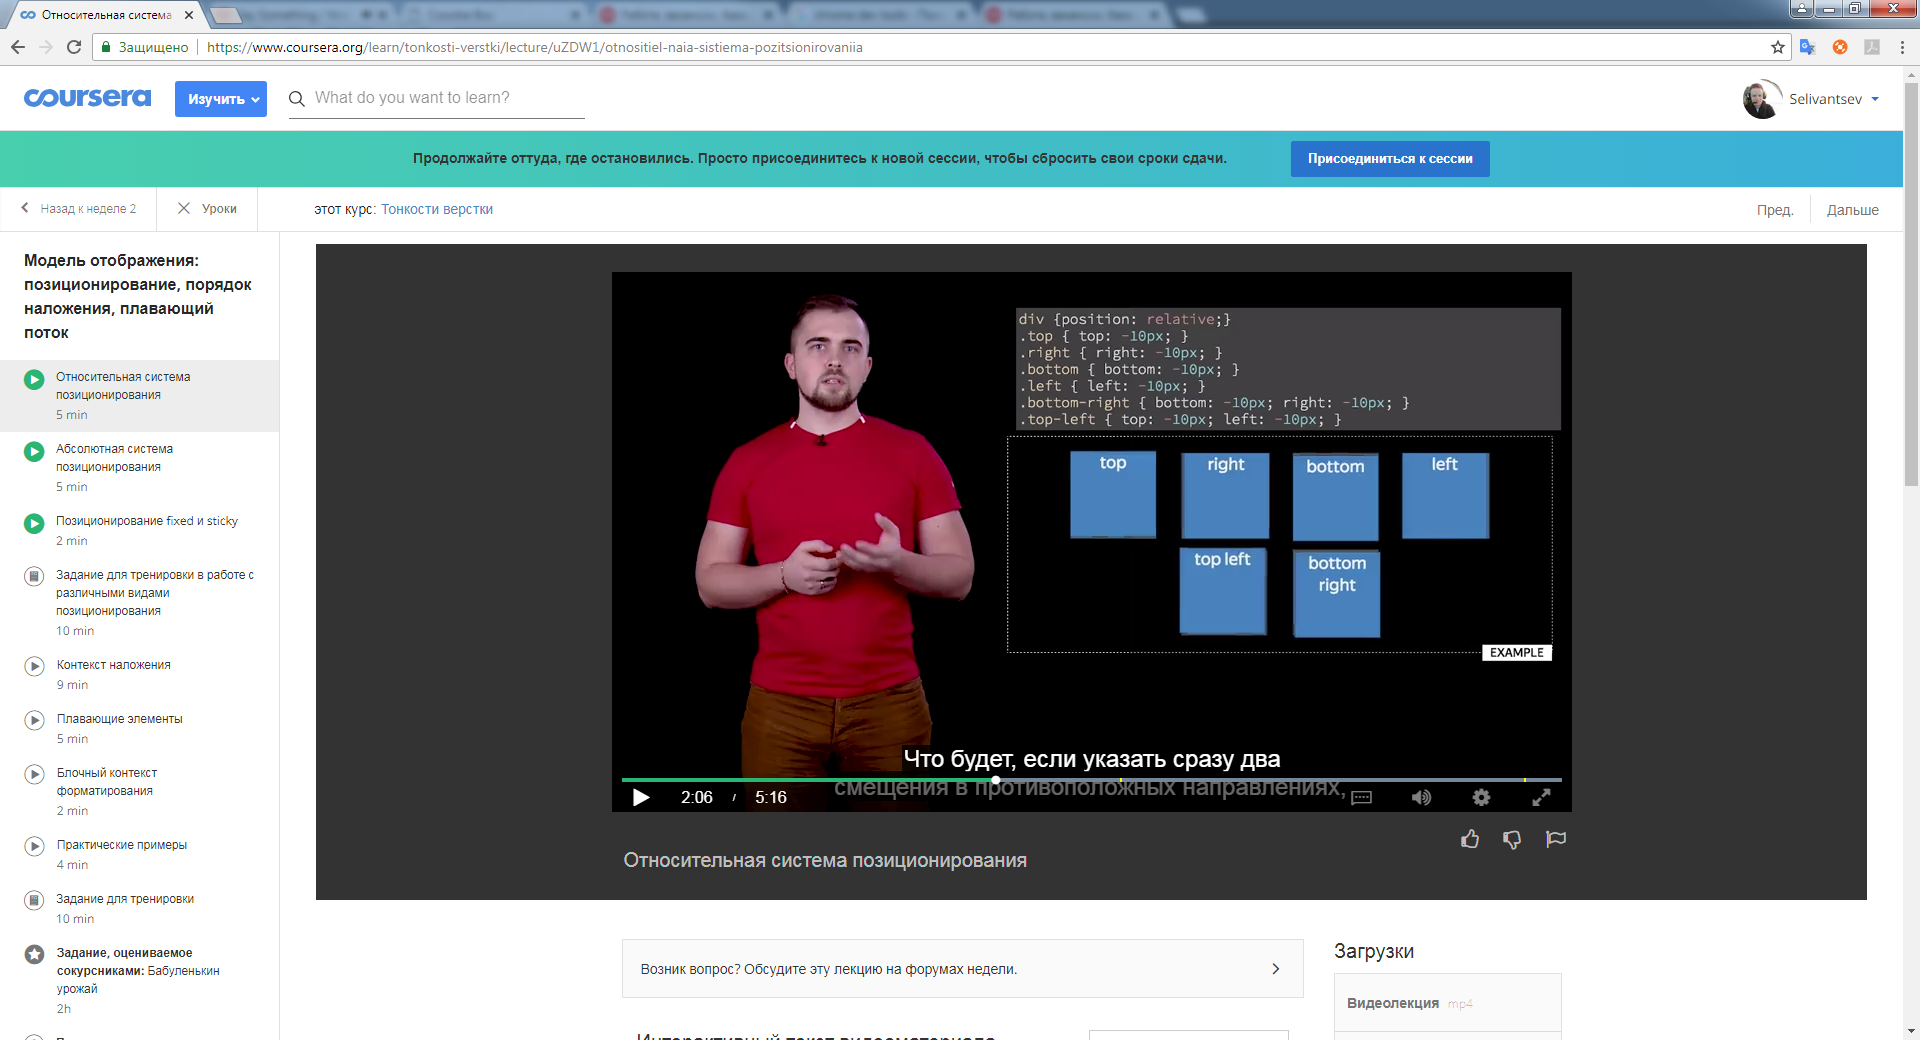 Относительная система
Защищено
https://www.coursera.org/learn/tonkosti-verstki/lecture/uZDW1/otnositiel-naia-sistiema-pozitsionirovaniia
coursera
Изучить
What do you want to learn?
Selivantsev
Продолжайте оттуда, где остановились. Просто присоединитесь к новой сессии, чтобы сбросить свои сроки сдачи.
Присоединиться к сессии
Назад к неделе 2
Уроки
этот курс: Тонкости верстки
Пред.
Дальше
Модель отображения:
позиционирование, порядок
наложения, плавающий
поток
Относительная система
позиционирования
5 min
Абсолютная система
позиционирования
5 min
Позиционирование fixed и sticky
2 min
Задание для тренировки в работе с
различными видами
позиционирования
10 min
Контекст наложения
9 min
Плавающие элементы
5 min
Блочный контекст
форматирования
2 min
Практические примеры
4 min
Задание для тренировки
10 min
Задание, оцениваемое
сокурсниками: Бабуленькин
урожай
2h
div {position: relative;}
.top { top: -10px; }
.right { right: -10px; }
.bottom { bottom: -10px; }
.left { left: -10px; }
.bottom-right { bottom: -10px; right: -10px; }
.top-left { top: -10px; left: -10px; }
top
right
bottom
left
top left
bottom
right
EXAMPLE
Что будет, если указать сразу два
смещения в противоположных направлениях,
2:06 / 5:16
Относительная система позиционирования
Возник вопрос? Обсудите эту лекцию на форумах недели.
Загрузки
Видеолекция mp4
Интерактивный текст видеоматериала